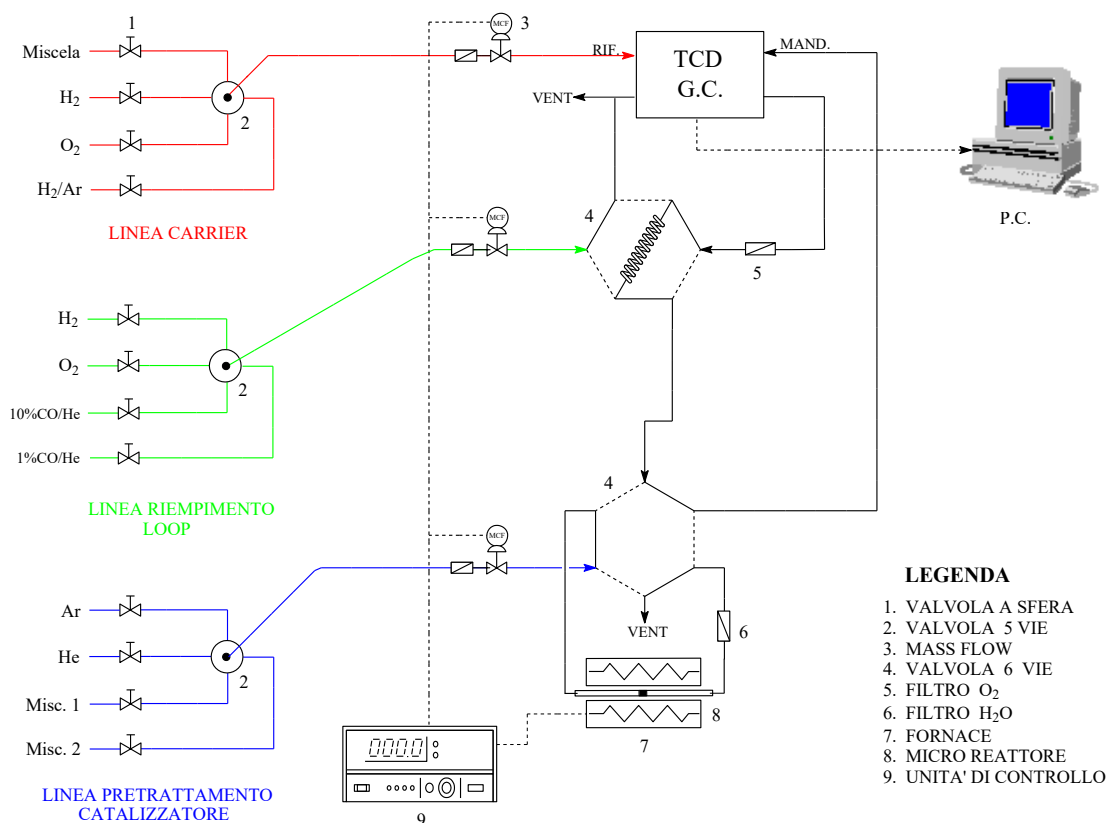 1
MCF
3
Miscela
RIF.
TCD
G.C.
MAND.
H₂
VENT
2
O₂
H₂/Ar
LINEA CARRIER
P.C.
4
MCF
5
H₂
O₂
2
10%CO/He
1%CO/He
LINEA RIEMPIMENTO
LOOP
4
MCF
Ar
He
2
Misc. 1
Misc. 2
VENT
6
8
7
000.0
LINEA PRETRATTAMENTO
CATALIZZATORE
9
LEGENDA
1. VALVOLA A SFERA
2. VALVOLA 5 VIE
3. MASS FLOW
4. VALVOLA 6 VIE
5. FILTRO O₂
6. FILTRO H₂O
7. FORNACE
8. MICRO REATTORE
9. UNITA' DI CONTROLLO